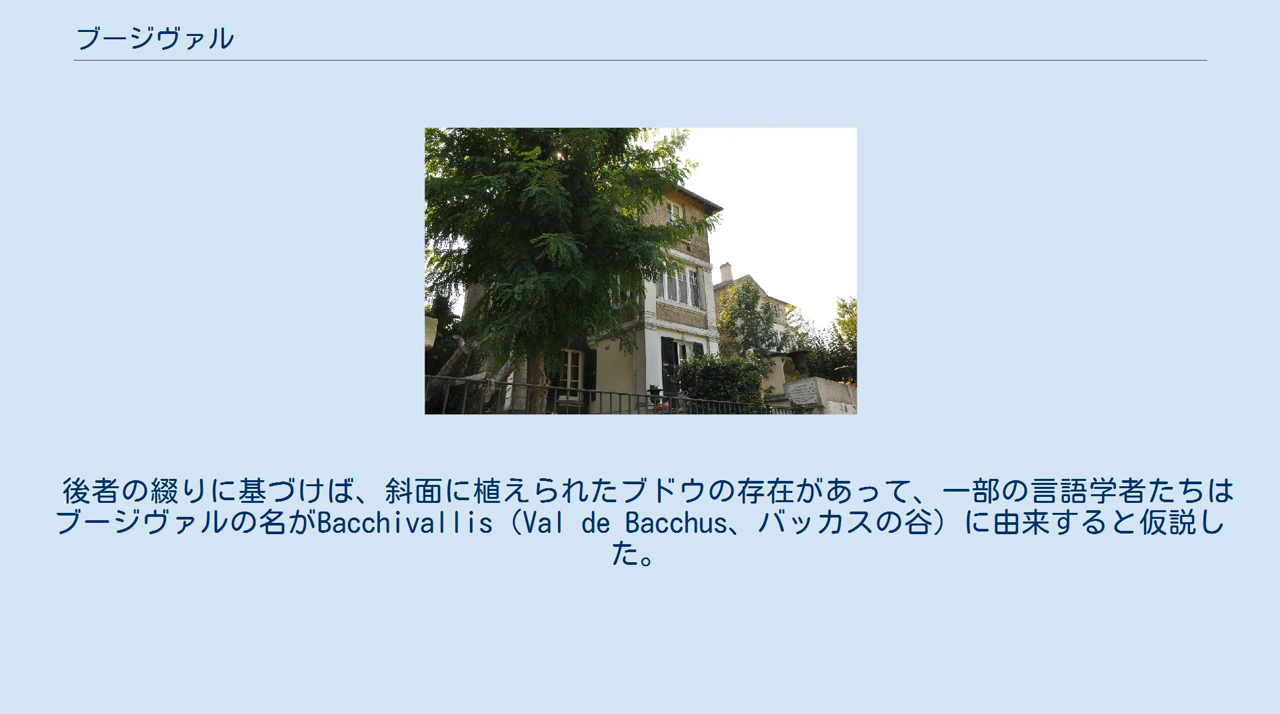 ブージヴァル
後者の綴りに基づけば、斜面に植えられたブドウの存在があって、一部の言語学者たちは
ブージヴァルの名がBacchivallis（Val de Bacchus、バッカスの谷）に由来すると仮説し
た。